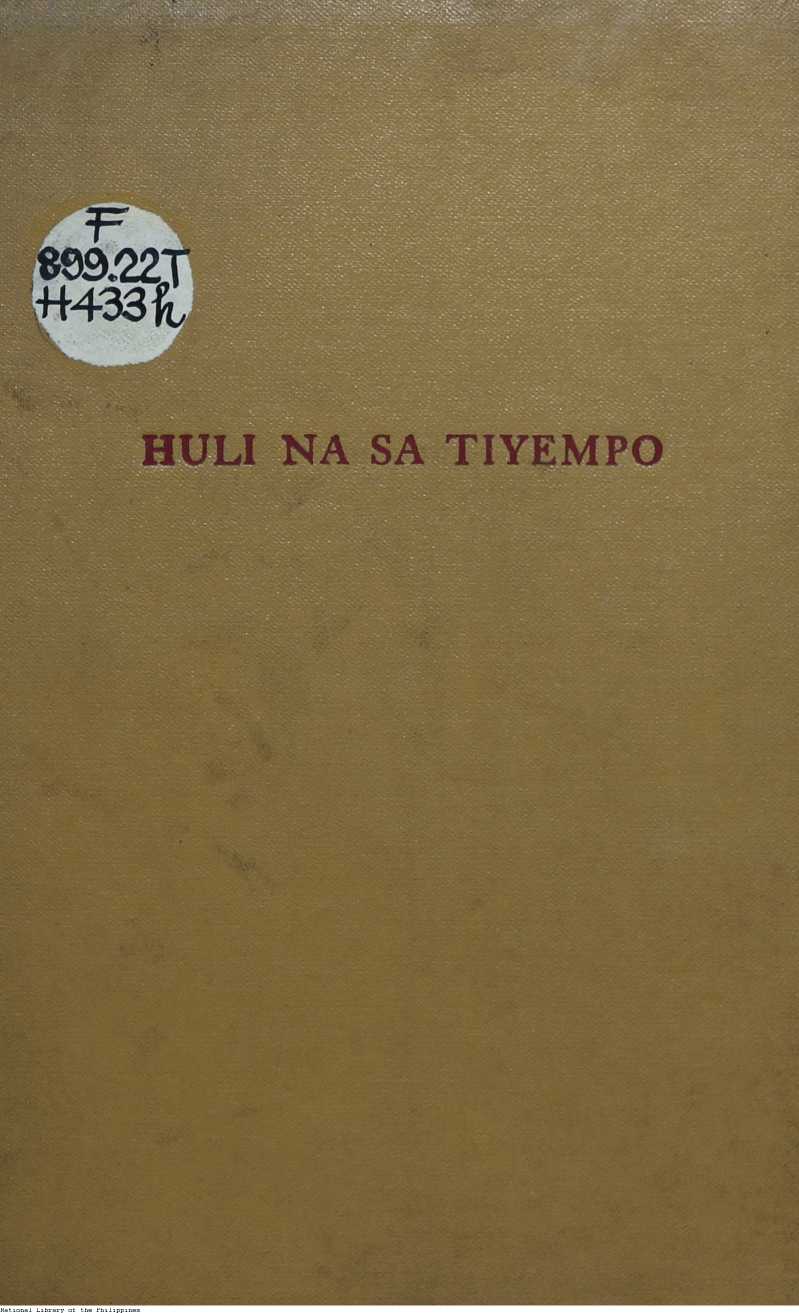 F
899.22T
H433h
HULI NA SA TIYEMPO
National Library of the Philippines